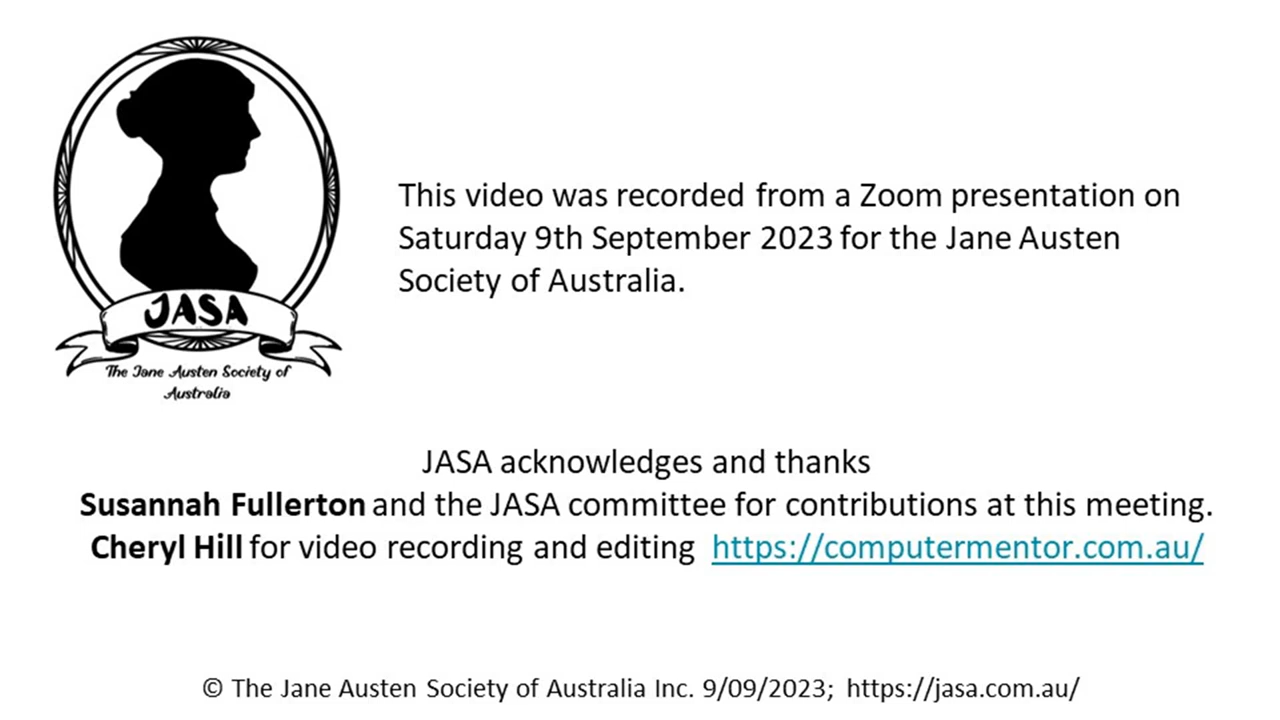 JASA
The Jane Austen Society of
Australia
This video was recorded from a Zoom presentation on
Saturday 9th September 2023 for the Jane Austen
Society of Australia.
JASA acknowledges and thanks
Susannah Fullerton and the JASA committee for contributions at this meeting.
Cheryl Hill for video recording and editing https://computermentor.com.au/
© The Jane Austen Society of Australia Inc. 9/09/2023; https://jasa.com.au/